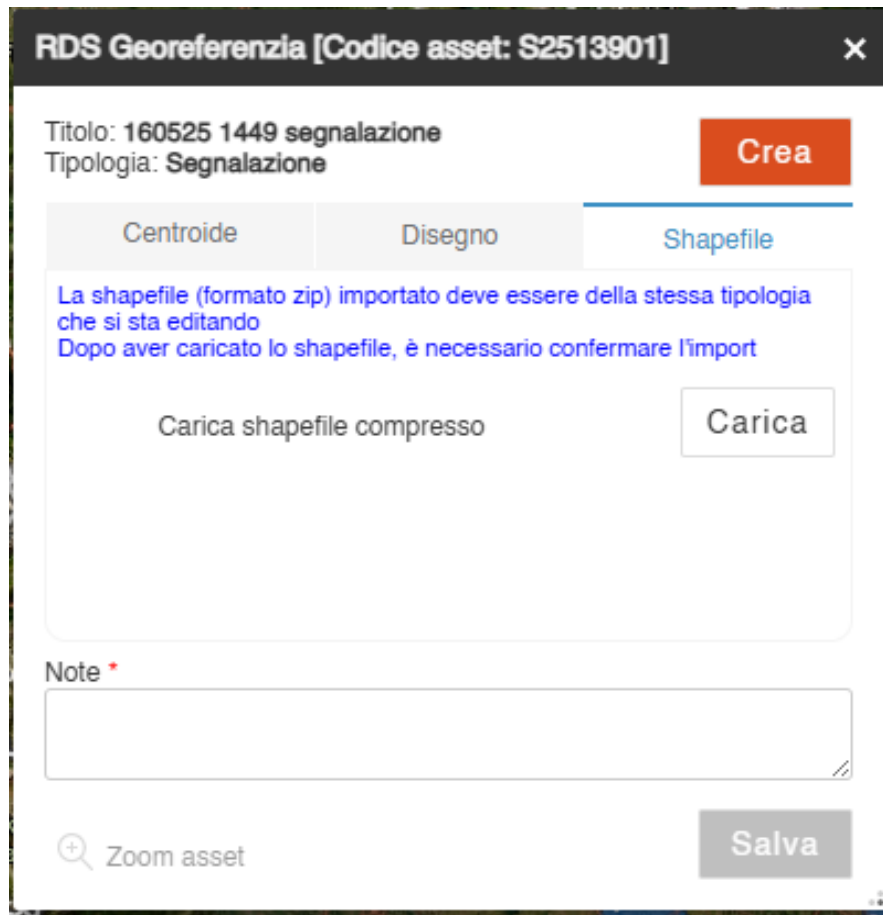 RDS Georeferenzia [Codice asset: S2513901]
Titolo: 160525 1449 segnalazione
Tipologia: Segnalazione
Crea
Centroide
Disegno
Shapefile
La shapefile (formato zip) importato deve essere della stessa tipologia
che si sta editando
Dopo aver caricato lo shapefile, è necessario confermare l'import
Carica shapefile compresso
Carica
Note *
Zoom asset
Salva